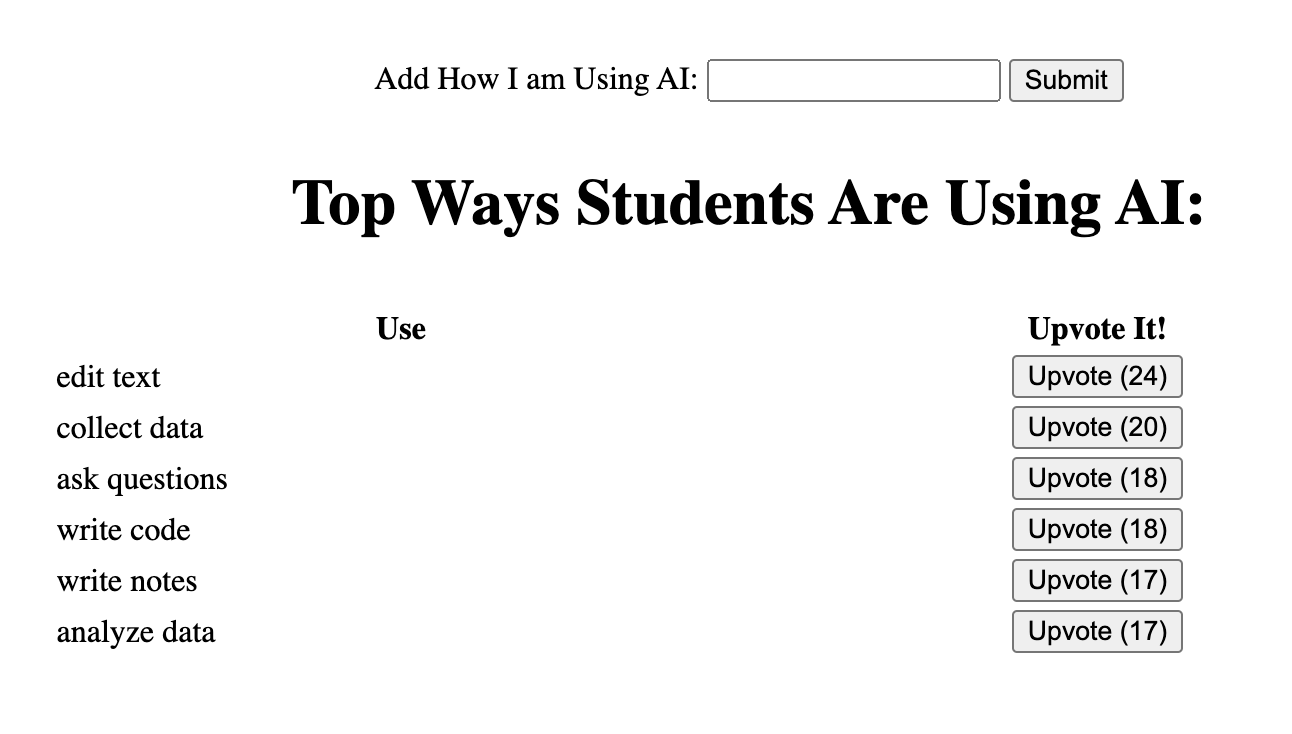 Add How I am Using AI: Submit
Top Ways Students Are Using AI:
Use Upvote It!
edit text Upvote (24)
collect data Upvote (20)
ask questions Upvote (18)
write code Upvote (18)
write notes Upvote (17)
analyze data Upvote (17)